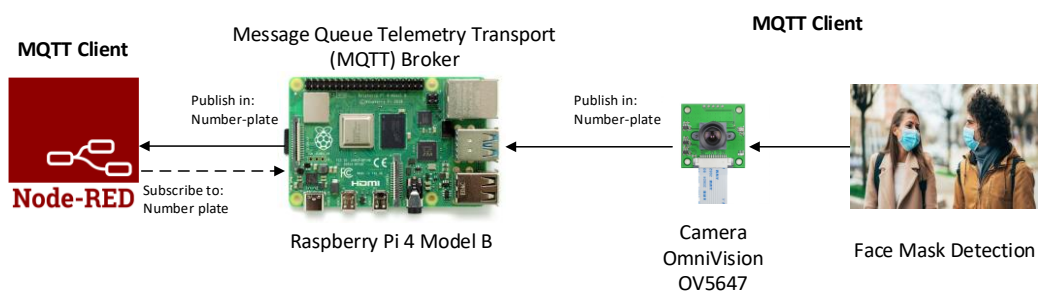 MQTT Client
Message Queue Telemetry Transport
(MQTT) Broker
MQTT Client
Publish in:
Number-plate
Publish in:
Number-plate
Node-RED
Subscribe to:
Number plate
HDMI
Raspberry Pi 4 Model B
Camera
OmniVision
OV5647
Face Mask Detection